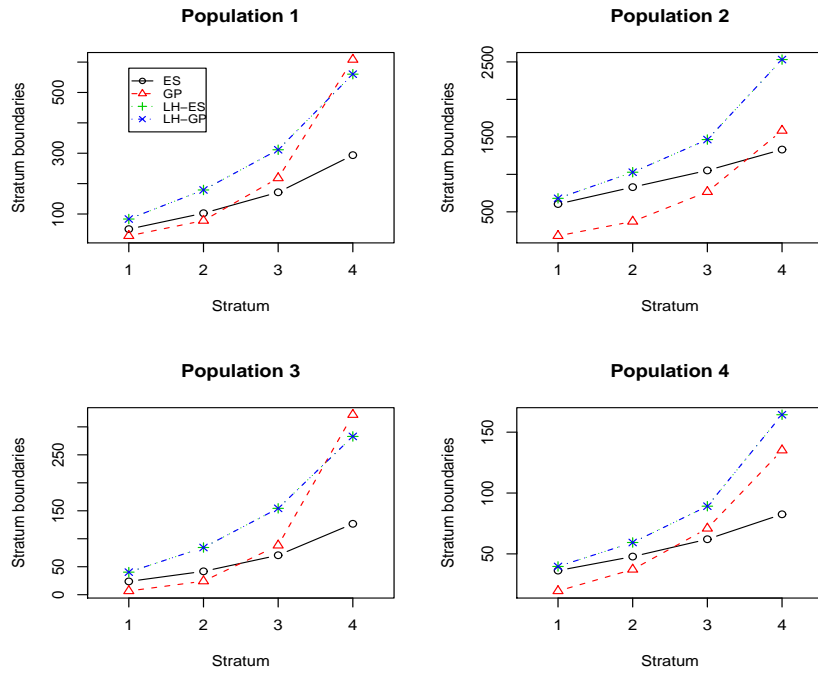 Population 1
Stratum boundaries
500
300
100
ES
GP
LH-ES
LH-GP
1 2 3 4
Stratum
Population 2
Stratum boundaries
2500
1500
500
1 2 3 4
Stratum
Population 3
Stratum boundaries
250
150
50
0
1 2 3 4
Stratum
Population 4
Stratum boundaries
150
100
50
1 2 3 4
Stratum